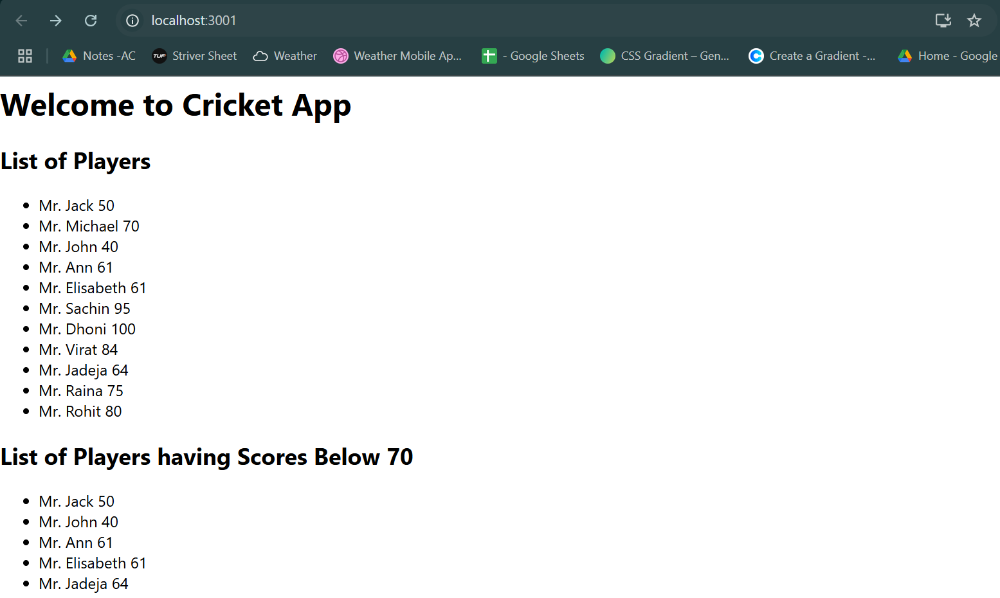 localhost:3001
Notes -AC Striver Sheet Weather Weather Mobile Ap... - Google Sheets CSS Gradient – Gen... Create a Gradient -... Home - Google
Welcome to Cricket App
List of Players
• Mr. Jack 50
• Mr. Michael 70
• Mr. John 40
• Mr. Ann 61
• Mr. Elisabeth 61
• Mr. Sachin 95
• Mr. Dhoni 100
• Mr. Virat 84
• Mr. Jadeja 64
• Mr. Raina 75
• Mr. Rohit 80
List of Players having Scores Below 70
• Mr. Jack 50
• Mr. John 40
• Mr. Ann 61
• Mr. Elisabeth 61
• Mr. Jadeja 64